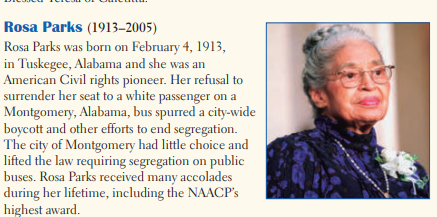 Blessed Teresa of Calcutta.
Rosa Parks (1913–2005)
Rosa Parks was born on February 4, 1913,
in Tuskegee, Alabama and she was an
American Civil rights pioneer. Her refusal to
surrender her seat to a white passenger on a
Montgomery, Alabama, bus spurred a city-wide
boycott and other efforts to end segregation.
The city of Montgomery had little choice and
lifted the law requiring segregation on public
buses. Rosa Parks received many accolades
during her lifetime, including the NAACP's
highest award.